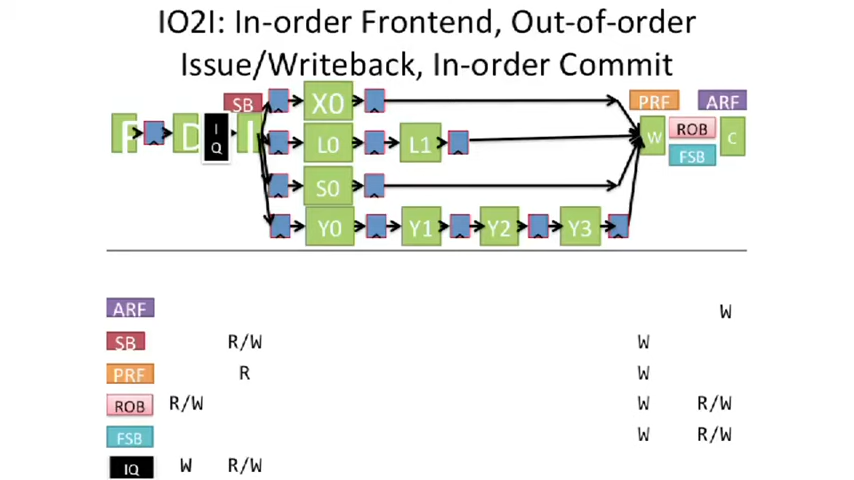 IO2I: In-order Frontend, Out-of-order
Issue/Writeback, In-order Commit
SB X0 PRF ARF
F D I Q I L0 L1 W ROB C
FSB
S0
Y0 Y1 Y2 Y3
ARF W
SB R/W W
PRF R W
ROB R/W W R/W
FSB W R/W
IQ W R/W